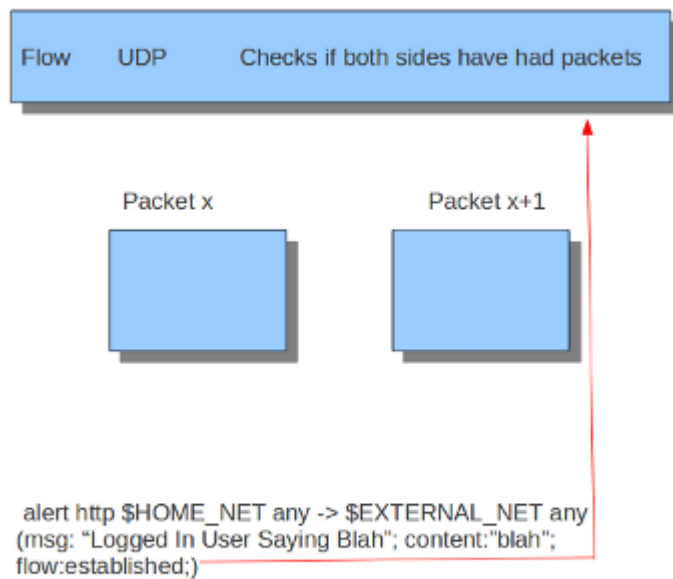 Flow UDP Checks if both sides have had packets
Packet x Packet x+1
alert http $HOME_NET any -> $EXTERNAL_NET any
(msg: “Logged In User Saying Blah"; content:"blah";
flow:established;)